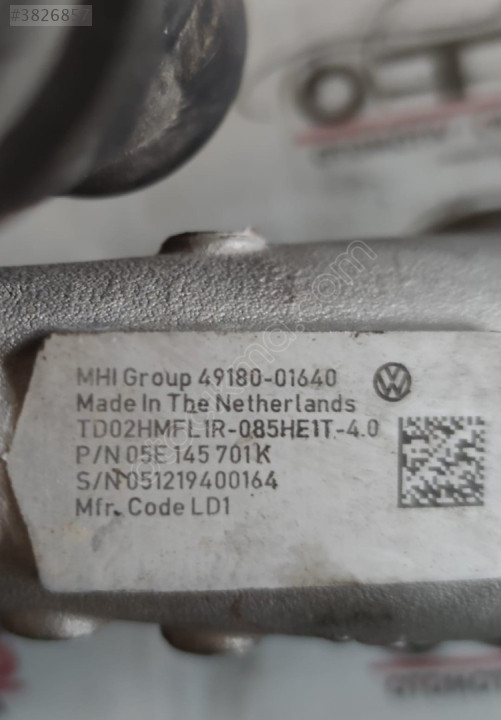 #382685
MHI Group 49180-01640
Made In The Netherlands
TD02HMFL1R-085HE1T-4.0
P/N 05E 145 701K
S/N 051219400164
Mfr. Code LD1